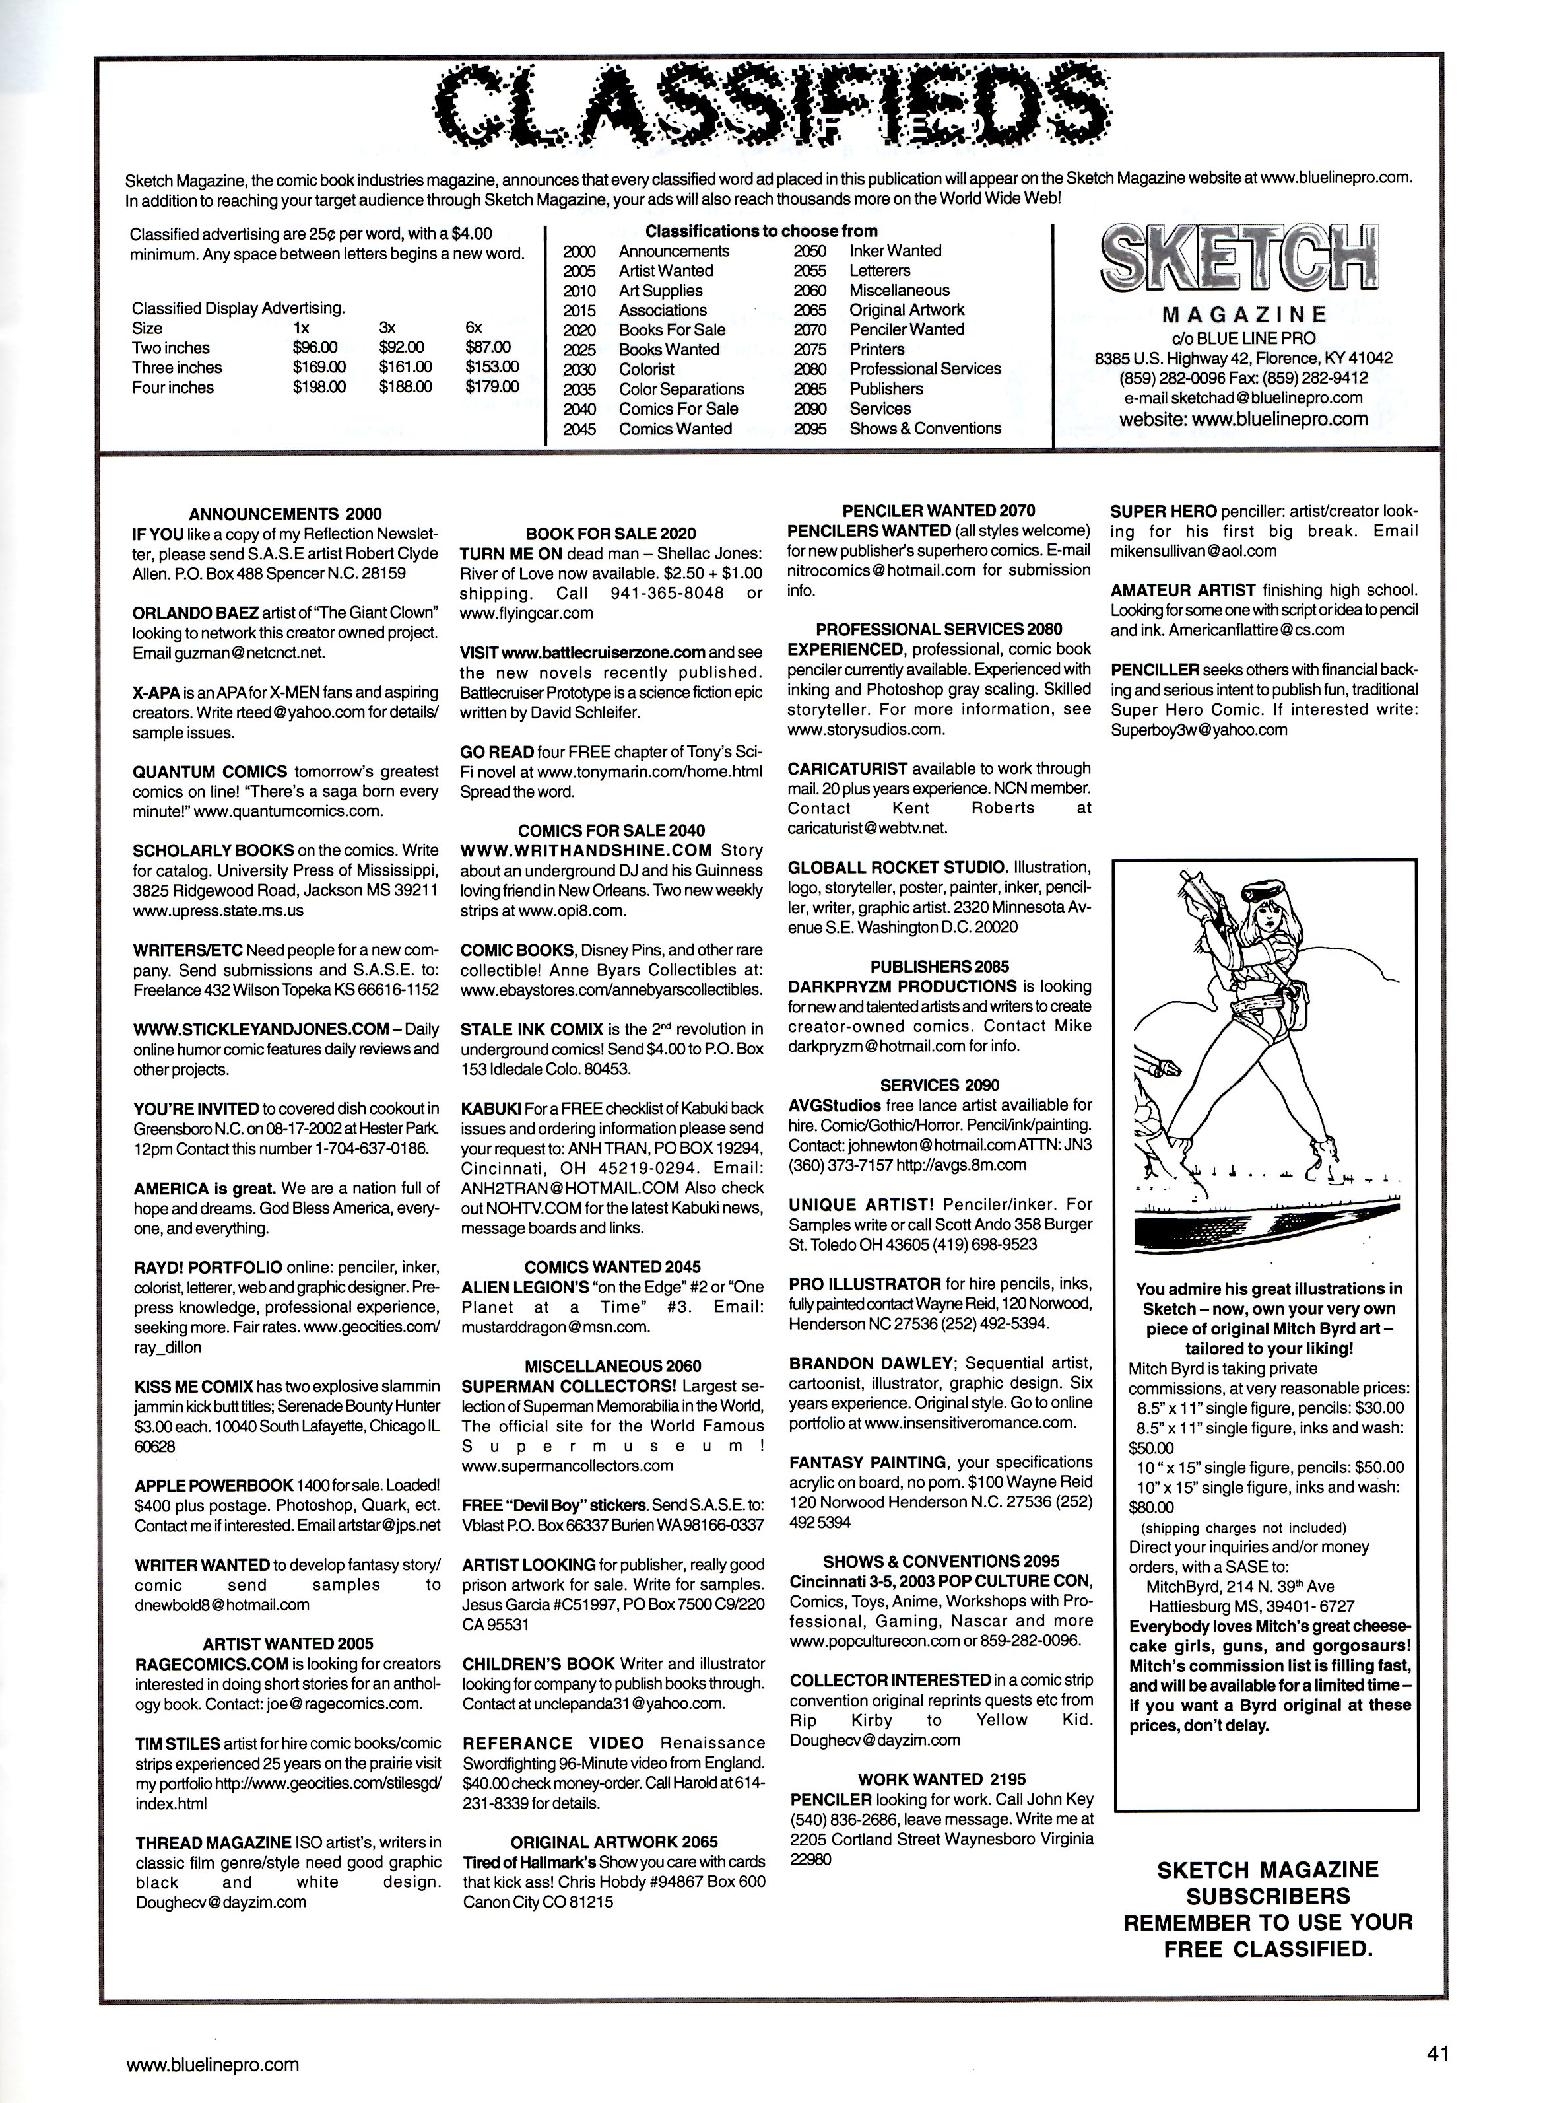 CLASSIFIEDS
Sketch Magazine, the comic book industries magazine, announces that every classified word ad placed in this publication will appear on the Sketch Magazine website at www.bluelinepro.com.
In addition to reaching your target audience through Sketch Magazine, your ads will also reach thousands more on the World Wide Web!
Classified advertising are 25¢ per word, with a $4.00
minimum. Any space between letters begins a new word.
Classified Display Advertising.
Size 1x 3x 6x
Two inches $96.00 $92.00 $87.00
Three inches $169.00 $161.00 $153.00
Four inches $198.00 $188.00 $179.00
Classifications to choose from
2000 Announcements 2050 Inker Wanted
2005 Artist Wanted 2055 Letterers
2010 Art Supplies 2060 Miscellaneous
2015 Associations 2065 Original Artwork
2020 Books For Sale 2070 Penciler Wanted
2025 Books Wanted 2075 Printers
2030 Colorist 2080 Professional Services
2035 Color Separations 2085 Publishers
2040 Comics For Sale 2090 Services
2045 Comics Wanted 2095 Shows & Conventions
SKETCH
MAGAZINE
c/o BLUE LINE PRO
8385 U.S. Highway 42, Florence, KY 41042
(859) 282-0096 Fax: (859) 282-9412
e-mail sketchad@bluelinepro.com
website: www.bluelinepro.com
ANNOUNCEMENTS 2000
IF YOU like a copy of my Reflection Newslet-
ter, please send S.A.S.E artist Robert Clyde
Allen. P.O. Box 488 Spencer N.C. 28159
ORLANDO BAEZ artist of "The Giant Clown"
looking to network this creator owned project.
Email guzman@netcnct.net.
X-APA is an APA for X-MEN fans and aspiring
creators. Write rteed@yahoo.com for details/
sample issues.
QUANTUM COMICS tomorrow's greatest
comics on line! "There's a saga born every
minute!" www.quantumcomics.com.
SCHOLARLY BOOKS on the comics. Write
for catalog. University Press of Mississippi,
3825 Ridgewood Road, Jackson MS 39211
www.upress.state.ms.us
WRITERS/ETC Need people for a new com-
pany. Send submissions and S.A.S.E. to:
Freelance 432 Wilson Topeka KS 66616-1152
WWW.STICKLEYANDJONES.COM – Daily
online humor comic features daily reviews and
other projects.
YOU'RE INVITED to covered dish cookout in
Greensboro N.C. on 08-17-2002 at Hester Park.
12pm Contact this number 1-704-637-0186.
AMERICA is great. We are a nation full of
hope and dreams. God Bless America, every-
one, and everything.
RAYD! PORTFOLIO online: penciler, inker,
colorist, letterer, web and graphic designer. Pre-
press knowledge, professional experience,
seeking more. Fair rates. www.geocities.com/
ray_dillon
KISS ME COMIX has two explosive slammin
jammin kick butt titles; Serenade Bounty Hunter
$3.00 each. 10040 South Lafayette, Chicago IL
60628
APPLE POWERBOOK 1400 for sale. Loaded!
$400 plus postage. Photoshop, Quark, ect.
Contact me if interested. Email artstar@jps.net
WRITER WANTED to develop fantasy story/
comic send samples to
dnewbold8@hotmail.com
ARTIST WANTED 2005
RAGECOMICS.COM is looking for creators
interested in doing short stories for an anthol-
ogy book. Contact: joe@ragecomics.com.
TIM STILES artist for hire comic books/comic
strips experienced 25 years on the prairie visit
my portfolio http://www.geocities.com/stilesgd/
index.html
THREAD MAGAZINE ISO artist's, writers in
classic film genre/style need good graphic
black and white design.
Doughecv@dayzim.com
BOOK FOR SALE 2020
TURN ME ON dead man – Shellac Jones:
River of Love now available. $2.50 + $1.00
shipping. Call 941-365-8048 or
www.flyingcar.com
VISIT www.battlecruiserzone.com and see
the new novels recently published.
Battlecruiser Prototype is a science fiction epic
written by David Schleifer.
GO READ four FREE chapter of Tony's Sci-
Fi novel at www.tonymarin.com/home.html
Spread the word.
COMICS FOR SALE 2040
WWW.WRITHANDSHINE.COM Story
about an underground DJ and his Guinness
loving friend in New Orleans. Two new weekly
strips at www.opi8.com.
COMIC BOOKS, Disney Pins, and other rare
collectible! Anne Byars Collectibles at:
www.ebaystores.com/annebyarscollectibles.
STALE INK COMIX is the 2nd revolution in
underground comics! Send $4.00 to P.O. Box
153 Idledale Colo. 80453.
KABUKI For a FREE checklist of Kabuki back
issues and ordering information please send
your request to: ANH TRAN, PO BOX 19294,
Cincinnati, OH 45219-0294. Email:
ANH2TRAN@HOTMAIL.COM Also check
out NOHTV.COM for the latest Kabuki news,
message boards and links.
COMICS WANTED 2045
ALIEN LEGION'S "on the Edge" #2 or "One
Planet at a Time" #3. Email:
mustarddragon@msn.com.
MISCELLANEOUS 2060
SUPERMAN COLLECTORS! Largest se-
lection of Superman Memorabilia in the World,
The official site for the World Famous
Supermuseum!
www.supermancollectors.com
FREE "Devil Boy" stickers. Send S.A.S.E. to:
Vblast P.O. Box 66337 Burien WA 98166-0337
ARTIST LOOKING for publisher, really good
prison artwork for sale. Write for samples.
Jesus Garcia #C51997, PO Box 7500 C9/220
CA 95531
CHILDREN'S BOOK Writer and illustrator
looking for company to publish books through.
Contact at unclepanda31@yahoo.com.
REFERANCE VIDEO Renaissance
Swordfighting 96-Minute video from England.
$40.00 check money-order. Call Harold at 614-
231-8339 for details.
ORIGINAL ARTWORK 2065
Tired of Hallmark's Show you care with cards
that kick ass! Chris Hobdy #94867 Box 600
Canon City CO 81215
PENCILER WANTED 2070
PENCILERS WANTED (all styles welcome)
for new publisher's superhero comics. E-mail
nitrocomics@hotmail.com for submission
info.
PROFESSIONAL SERVICES 2080
EXPERIENCED, professional, comic book
penciler currently available. Experienced with
inking and Photoshop gray scaling. Skilled
storyteller. For more information, see
www.storysudios.com.
CARICATURIST available to work through
mail. 20 plus years experience. NCN member.
Contact Kent Roberts at
caricaturist@webtv.net.
GLOBALL ROCKET STUDIO. Illustration,
logo, storyteller, poster, painter, inker, pencil-
ler, writer, graphic artist. 2320 Minnesota Av-
enue S.E. Washington D.C. 20020
PUBLISHERS 2085
DARKPRYZM PRODUCTIONS is looking
for new and talented artists and writers to create
creator-owned comics. Contact Mike
darkpryzm@hotmail.com for info.
SERVICES 2090
AVGStudios free lance artist availiable for
hire. Comic/Gothic/Horror. Pencil/ink/painting.
Contact: johnewton@hotmail.com ATTN: JN3
(360) 373-7157 http://avgs.8m.com
UNIQUE ARTIST! Penciler/inker. For
Samples write or call Scott Ando 358 Burger
St. Toledo OH 43605 (419) 698-9523
PRO ILLUSTRATOR for hire pencils, inks,
fully painted contact Wayne Reid, 120 Norwood,
Henderson NC 27536 (252) 492-5394.
BRANDON DAWLEY; Sequential artist,
cartoonist, illustrator, graphic design. Six
years experience. Original style. Go to online
portfolio at www.insensitiveromance.com.
FANTASY PAINTING, your specifications
acrylic on board, no porn. $100 Wayne Reid
120 Norwood Henderson N.C. 27536 (252)
492 5394
SHOWS & CONVENTIONS 2095
Cincinnati 3-5, 2003 POP CULTURE CON,
Comics, Toys, Anime, Workshops with Pro-
fessional, Gaming, Nascar and more
www.popculturecon.com or 859-282-0096.
COLLECTOR INTERESTED in a comic strip
convention original reprints quests etc from
Rip Kirby to Yellow Kid.
Doughecv@dayzim.com
WORK WANTED 2195
PENCILER looking for work. Call John Key
(540) 836-2686, leave message. Write me at
2205 Cortland Street Waynesboro Virginia
22980
SUPER HERO penciller: artist/creator look-
ing for his first big break. Email
mikensullivan@aol.com
AMATEUR ARTIST finishing high school.
Looking for some one with script or idea to pencil
and ink. Americanflattire@cs.com
PENCILLER seeks others with financial back-
ing and serious intent to publish fun, traditional
Super Hero Comic. If interested write:
Superboy3w@yahoo.com
You admire his great illustrations in
Sketch – now, own your very own
piece of original Mitch Byrd art –
tailored to your liking!
Mitch Byrd is taking private
commissions, at very reasonable prices:
8.5" x 11" single figure, pencils: $30.00
8.5" x 11" single figure, inks and wash:
$50.00
10 " x 15" single figure, pencils: $50.00
10" x 15" single figure, inks and wash:
$80.00
(shipping charges not included)
Direct your inquiries and/or money
orders, with a SASE to:
MitchByrd, 214 N. 39th Ave
Hattiesburg MS, 39401- 6727
Everybody loves Mitch's great cheese-
cake girls, guns, and gorgosaurs!
Mitch's commission list is filling fast,
and will be available for a limited time –
if you want a Byrd original at these
prices, don't delay.
SKETCH MAGAZINE
SUBSCRIBERS
REMEMBER TO USE YOUR
FREE CLASSIFIED.
www.bluelinepro.com
41